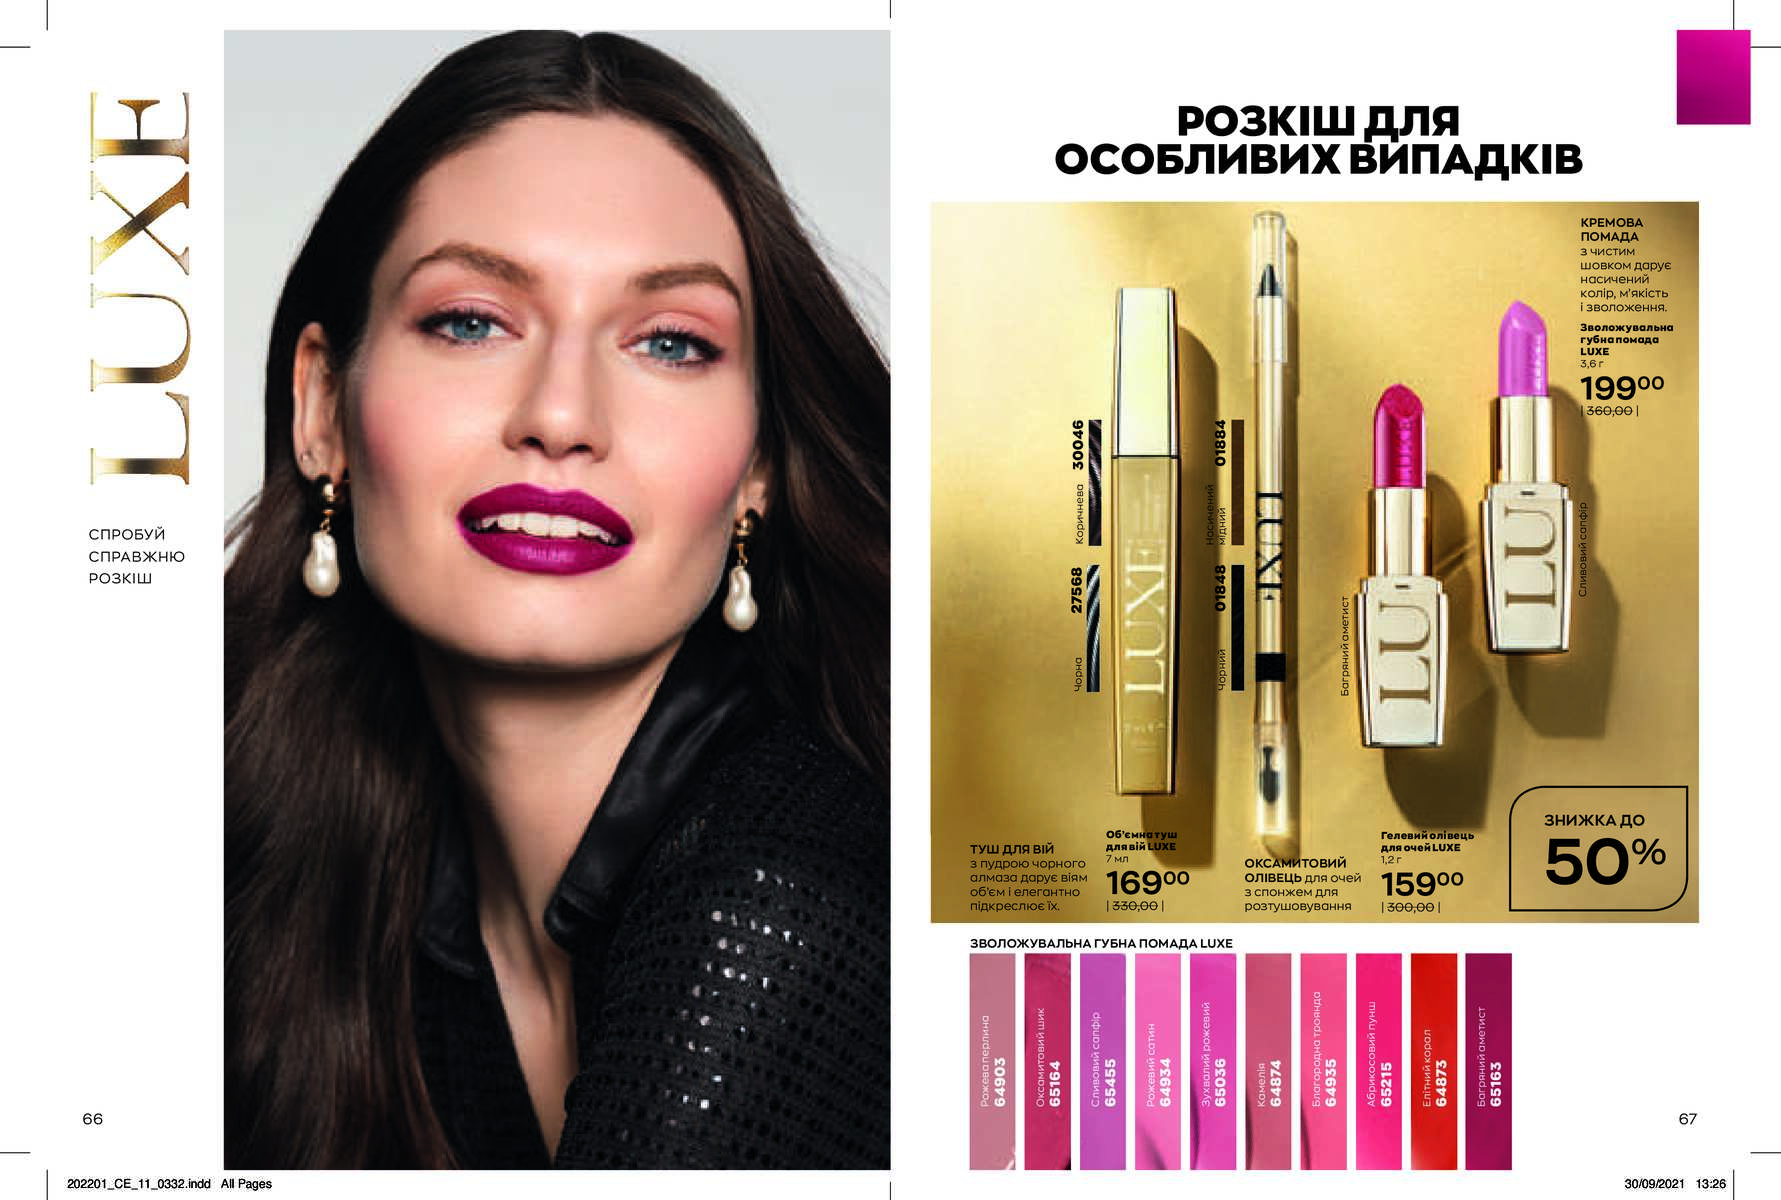 LUXE
СПРОБУЙ
СПРАВЖНЮ
РОЗКІШ
66
РОЗКІШ ДЛЯ
ОСОБЛИВИХ ВИПАДКІВ
КРЕМОВА
ПОМАДА
з чистим
шовком дарує
насичений
колір, м'якість
і зволоження.
Зволожувальна
губна помада
LUXE
3,6 г
199⁰⁰
| 360,00 |
Коричнева 30046
Чорна 27568
LUXE
Насичений
мідний 01884
Чорний 01848
LUXE
Багряний аметист
LU
Сливовий сапфір
LU
ТУШ ДЛЯ ВІЙ
з пудрою чорного
алмаза дарує віям
об'єм і елегантно
підкреслює їх.
Об'ємна туш
для вій LUXE
7 мл
169⁰⁰
| 330,00 |
ОКСАМИТОВИЙ
ОЛІВЕЦЬ для очей
з спонжем для
розтушовування
Гелевий олівець
для очей LUXE
1,2 г
159⁰⁰
| 300,00 |
ЗНИЖКА ДО
50%
ЗВОЛОЖУВАЛЬНА ГУБНА ПОМАДА LUXE
Рожева перлина
64903
Оксамитовий шик
65164
Сливовий сапфір
65455
Рожевий сатин
64934
Зухвалий рожевий
65036
Камелія
64874
Благородна троянда
64935
Абрикосовий пунш
65215
Елітний корал
64873
Багряний аметист
65163
67
202201_CE_11_0332.indd All Pages
30/09/2021 13:26